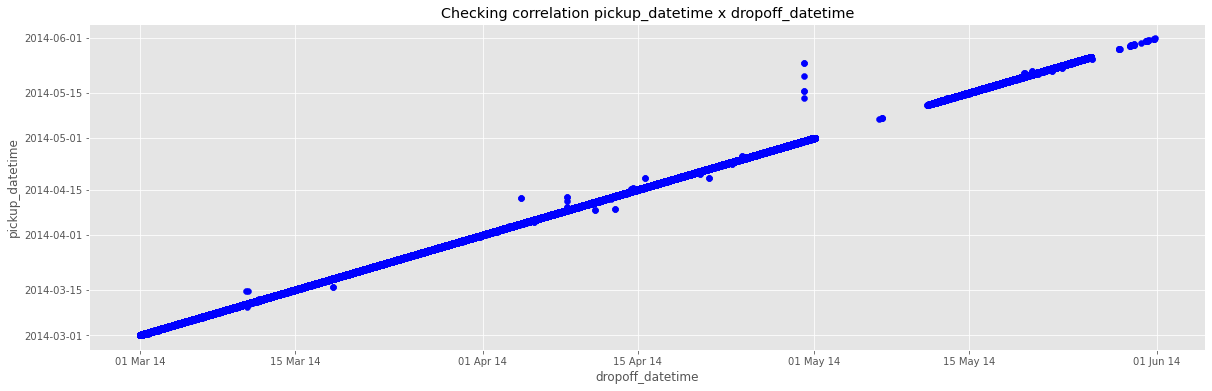 Checking correlation pickup_datetime x dropoff_datetime
2014-06-01
2014-05-15
2014-05-01
2014-04-15
2014-04-01
2014-03-15
2014-03-01
pickup_datetime
01 Mar 14 15 Mar 14 01 Apr 14 15 Apr 14 01 May 14 15 May 14 01 Jun 14
dropoff_datetime